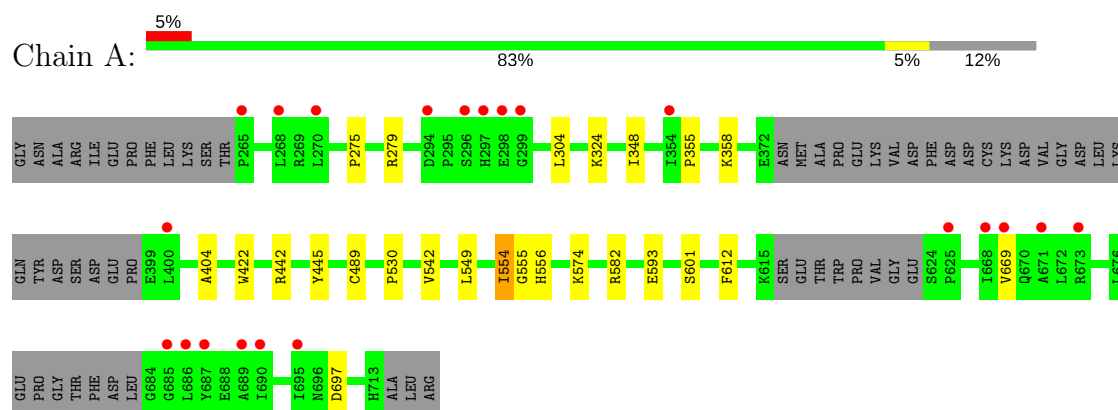 5%
Chain A:
83% 5% 12%
GLY ASN ALA ARG ILE GLU PRO PHE LEU LYS SER THR P265 L268 R269 L270 P275 R279 D294 P295 S296 H297 E298 G299 L304 K324 I348 I354 P355 K358 E372 ASN MET ALA PRO GLU LYS VAL ASP PHE ASP ASP CYS LYS ASP VAL GLY ASP LEU LYS
GLN TYR ASP SER ASP GLU PRO E399 L400 A404 W422 R442 Y445 C489 P530 V542 L549 I554 G555 H556 K574 R582 E593 S601 F612 K615 SER GLU THR TRP PRO VAL GLY GLU S624 P625 I668 V669 Q670 A671 L672 R673 L676
GLU PRO GLY THR PHE ASP LEU G684 G685 L686 Y687 E688 A689 I690 I695 N696 D697 H713 ALA LEU ARG